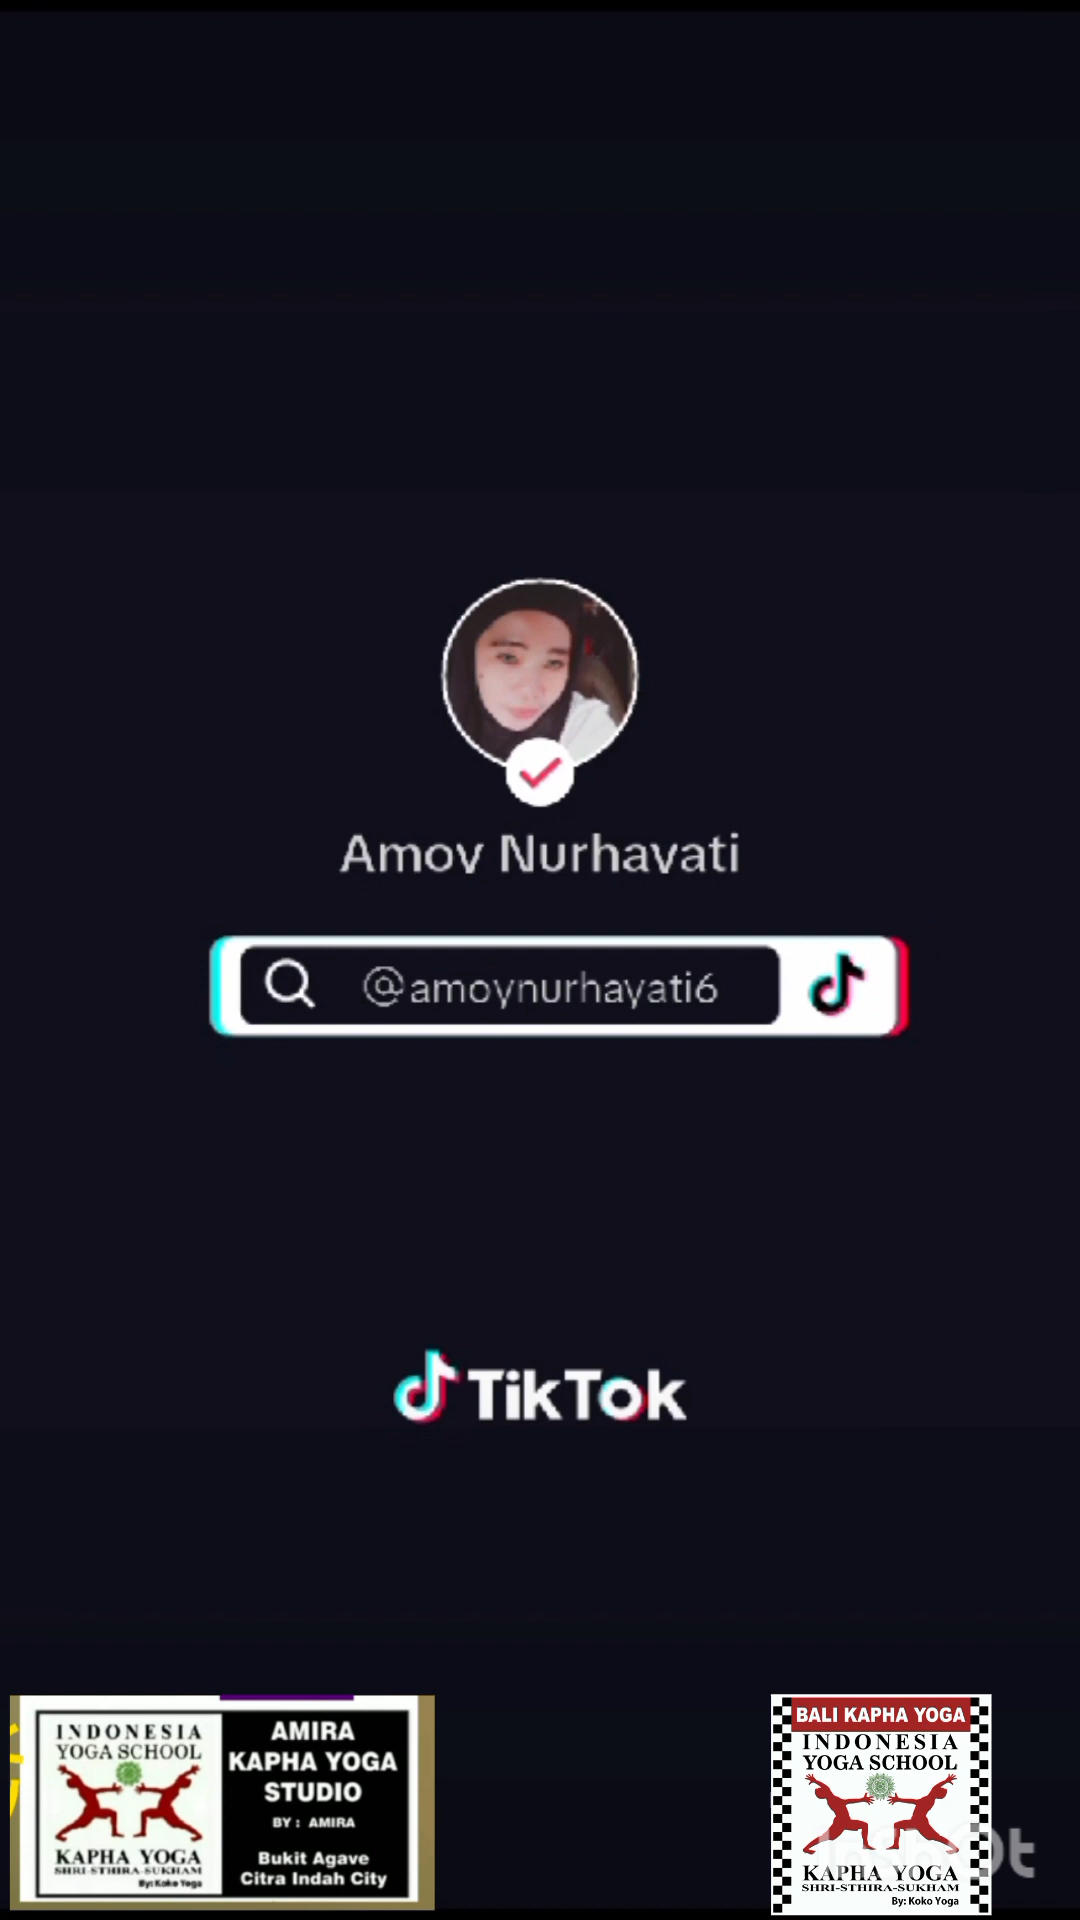 Amoy Nurhayati
@amoynurhayati6
TikTok
INDONESIA
YOGA SCHOOL
KAPHA YOGA
SHRI-STHIRA-SUKHAM
By: Koko Yoga
AMIRA
KAPHA YOGA
STUDIO
BY : AMIRA
Bukit Agave
Citra Indah City
BALI KAPHA YOGA
INDONESIA
YOGA SCHOOL
KAPHA YOGA
SHRI-STHIRA-SUKHAM
By: Koko Yoga